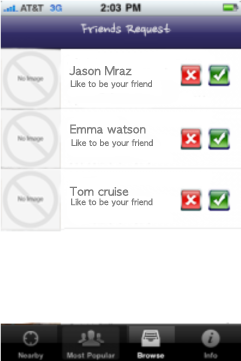 AT&T 3G 2:03 PM
Friends Request
No Image
Jason Mraz
Like to be your friend
No Image
Emma watson
Like to be your friend
No Image
Tom cruise
Like to be your friend
Nearby Most Popular Browse Info